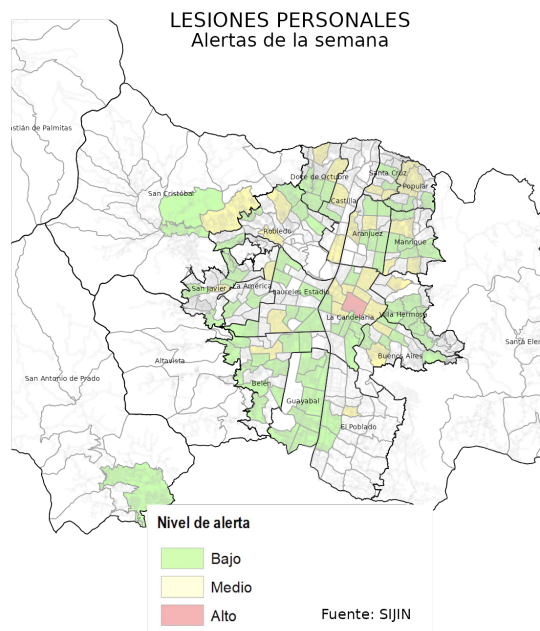 LESIONES PERSONALES
Alertas de la semana
astián de Palmitas
San Cristóbal
Doce de Octubre
Santa Cruz
Popular
Castilla
Robledo
Aranjuez
Manrique
San Javier
La América
Laureles Estadio
La Candelaria
Villa Hermosa
Santa Elen
Buenos Aires
Altavista
San Antonio de Prado
Belén
Guayabal
El Poblado
Nivel de alerta
Bajo
Medio
Alto
Fuente: SIJIN